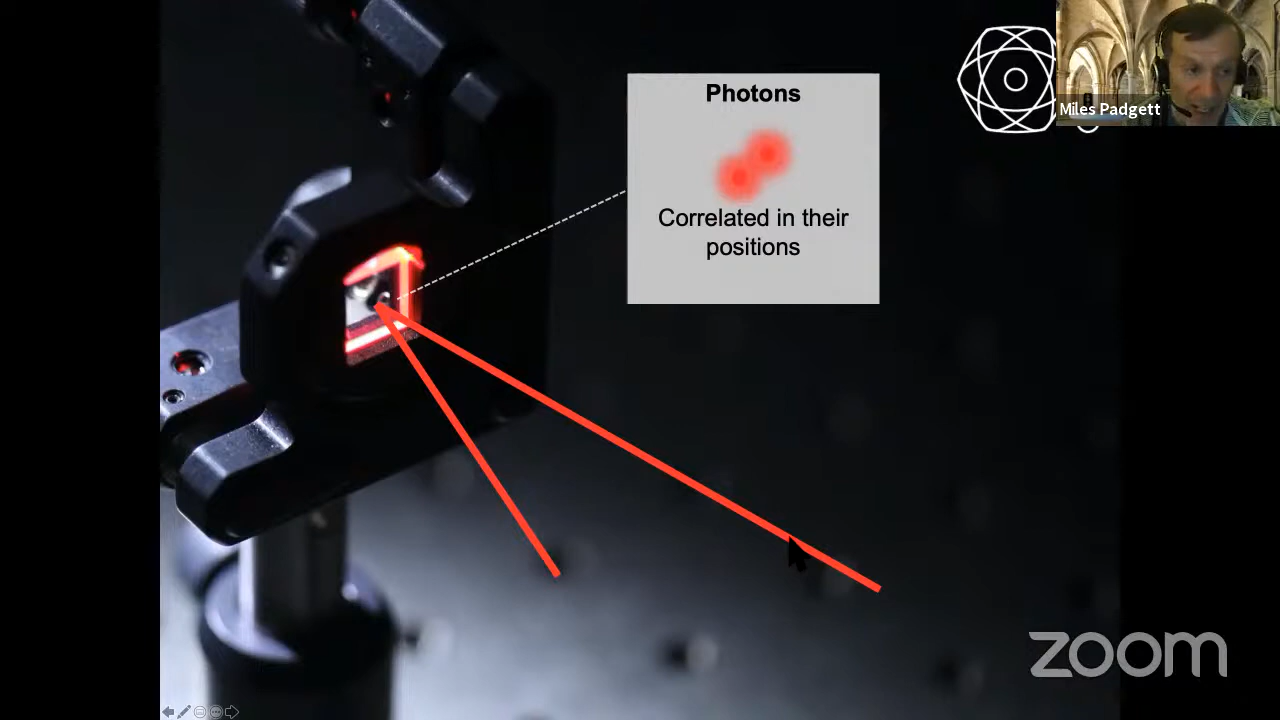 Photons
Correlated in their
positions
Miles Padgett
zoom